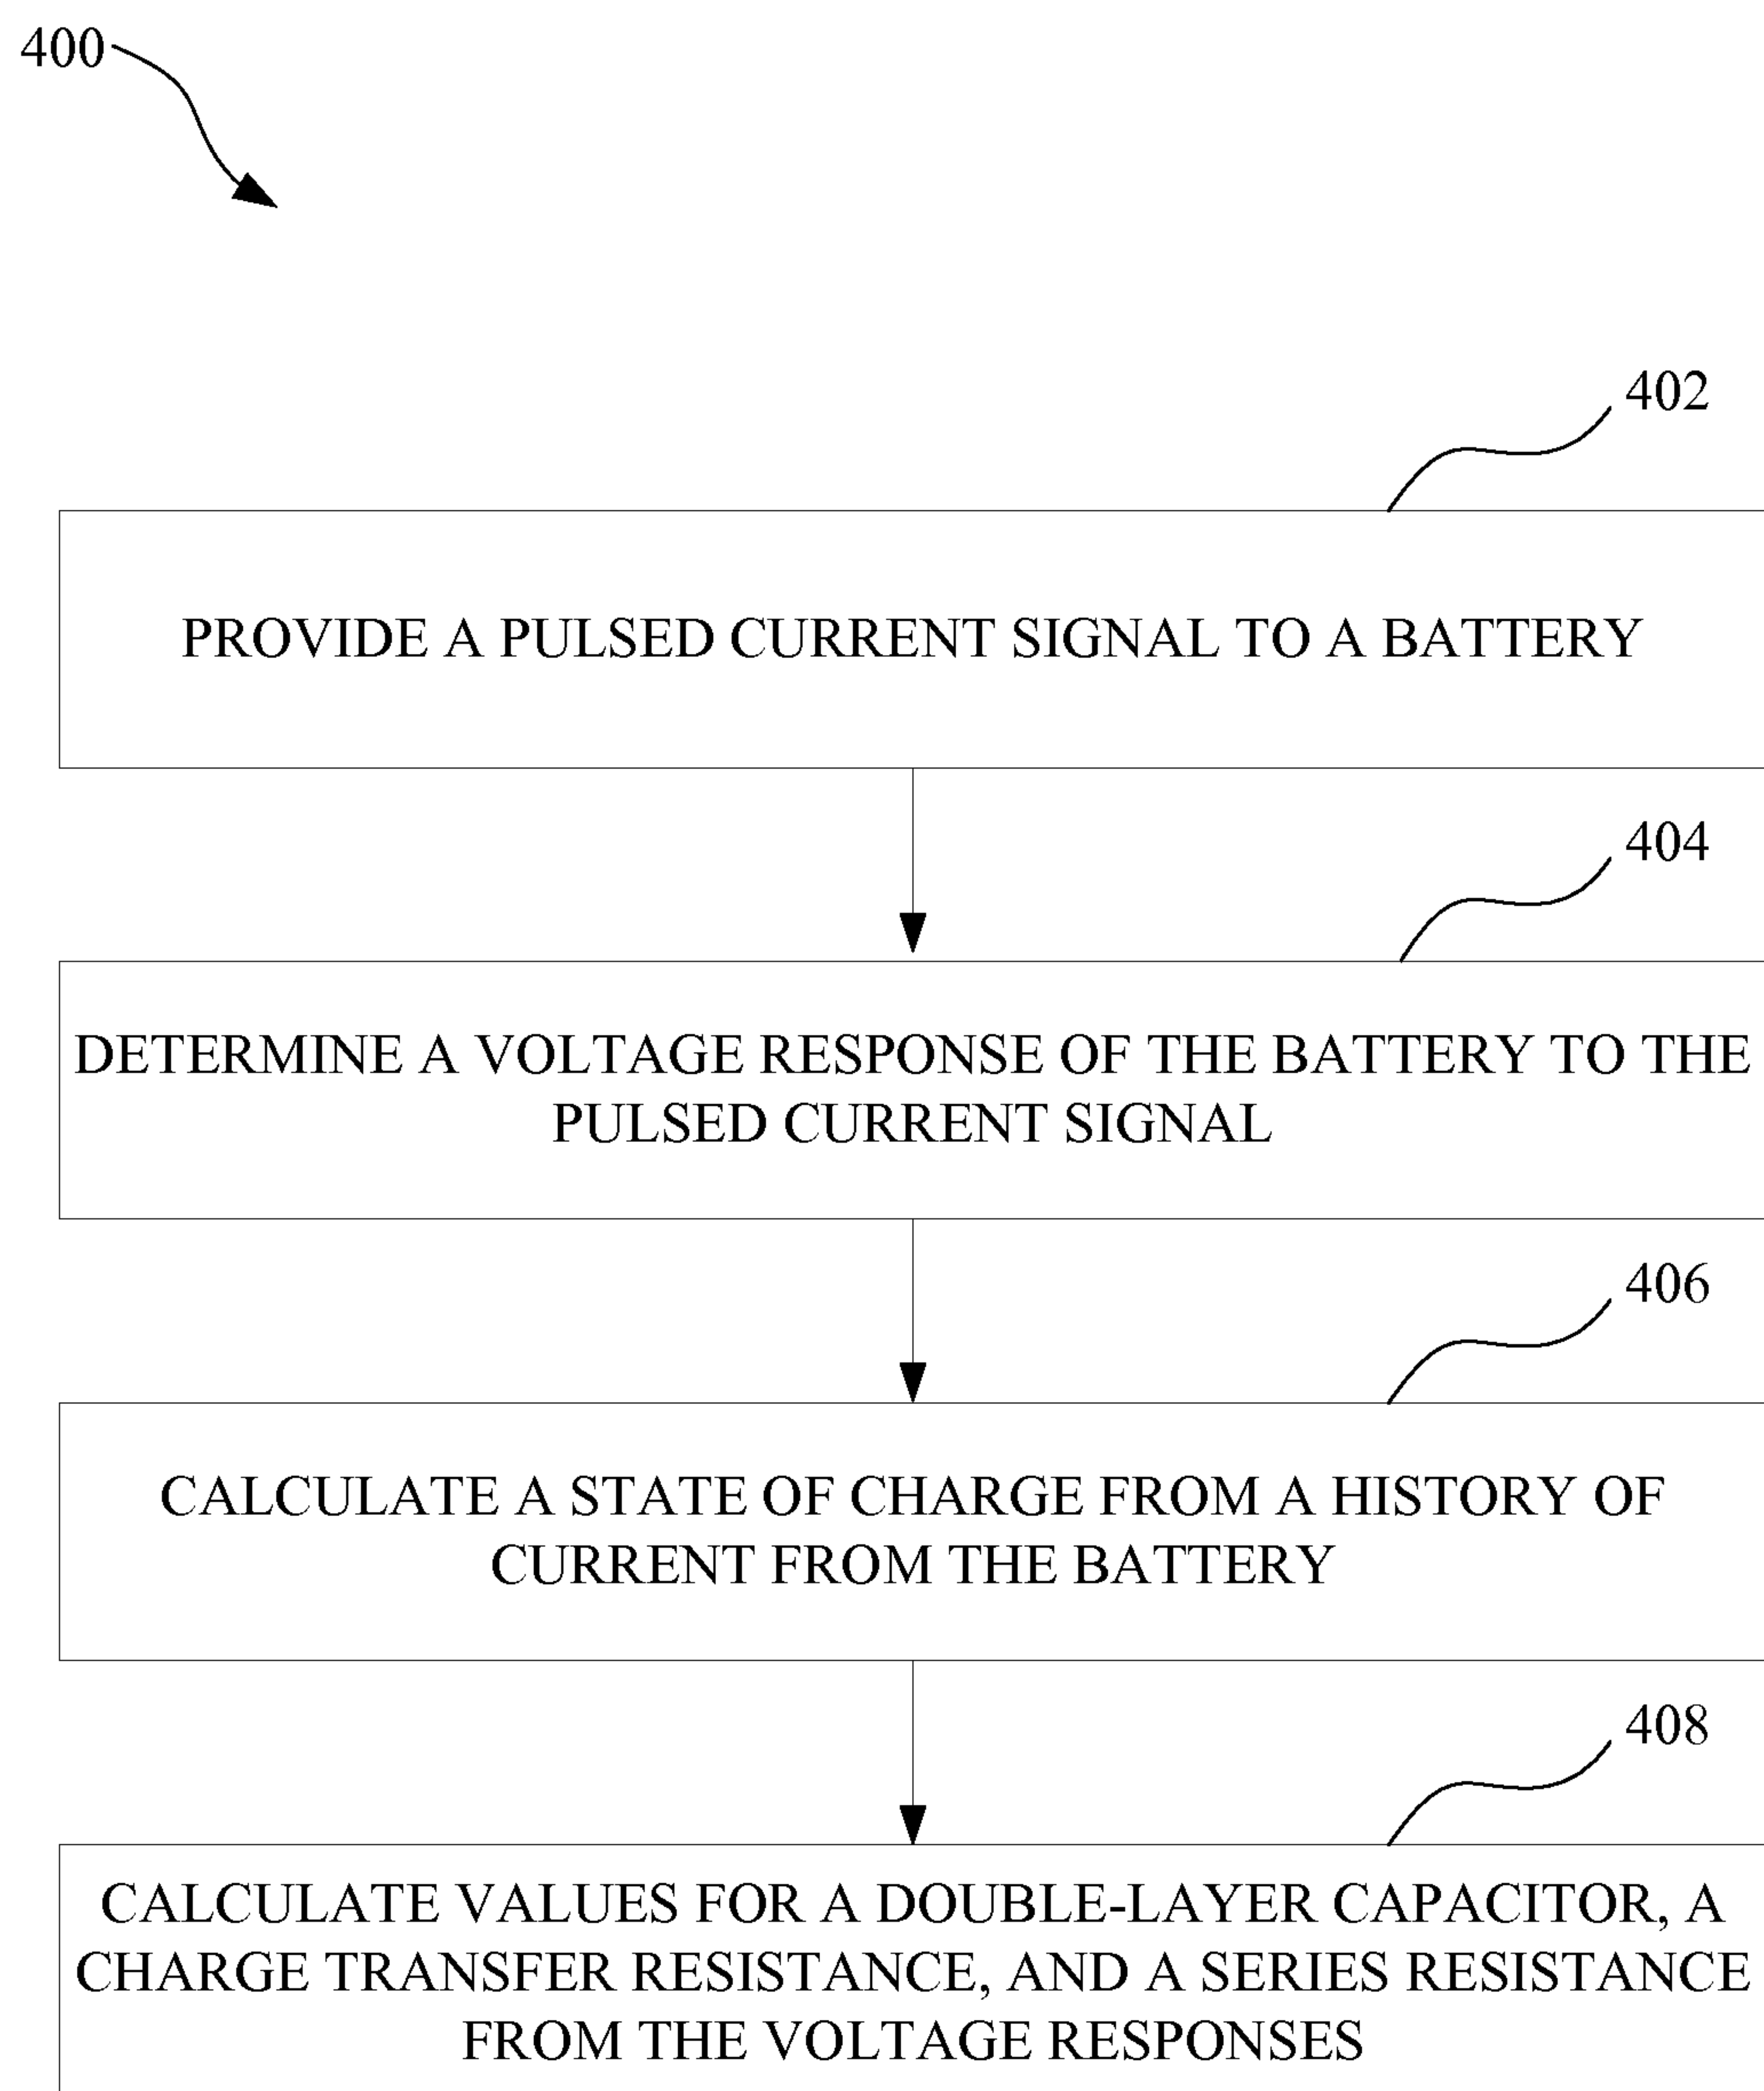 400
402
PROVIDE A PULSED CURRENT SIGNAL TO A BATTERY
404
DETERMINE A VOLTAGE RESPONSE OF THE BATTERY TO THE
PULSED CURRENT SIGNAL
406
CALCULATE A STATE OF CHARGE FROM A HISTORY OF
CURRENT FROM THE BATTERY
408
CALCULATE VALUES FOR A DOUBLE-LAYER CAPACITOR, A
CHARGE TRANSFER RESISTANCE, AND A SERIES RESISTANCE
FROM THE VOLTAGE RESPONSES